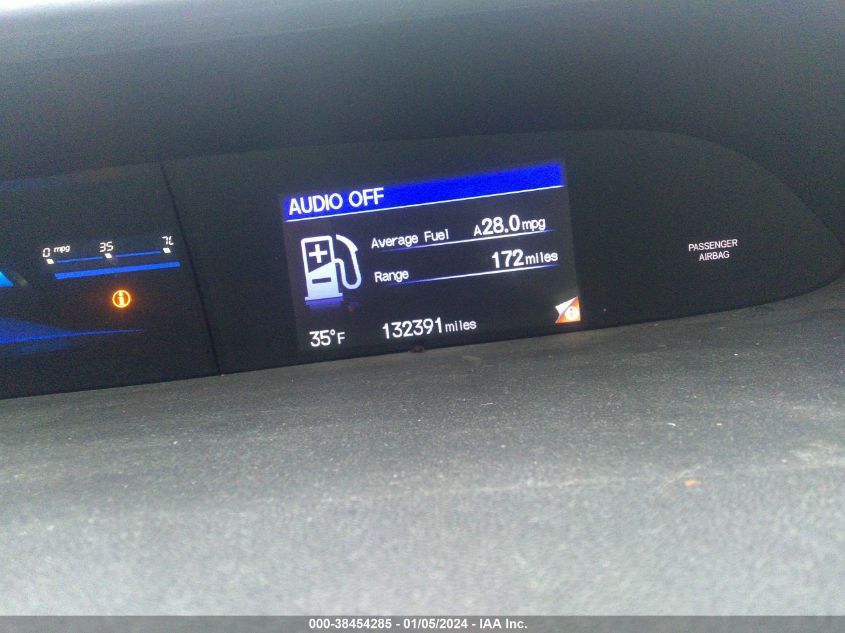 AUDIO OFF
0 mpg 35 70
Average Fuel A28.0mpg
Range 172miles
35°F 132391miles
PASSENGER
AIRBAG
000-38454285 - 01/05/2024 - IAA Inc.